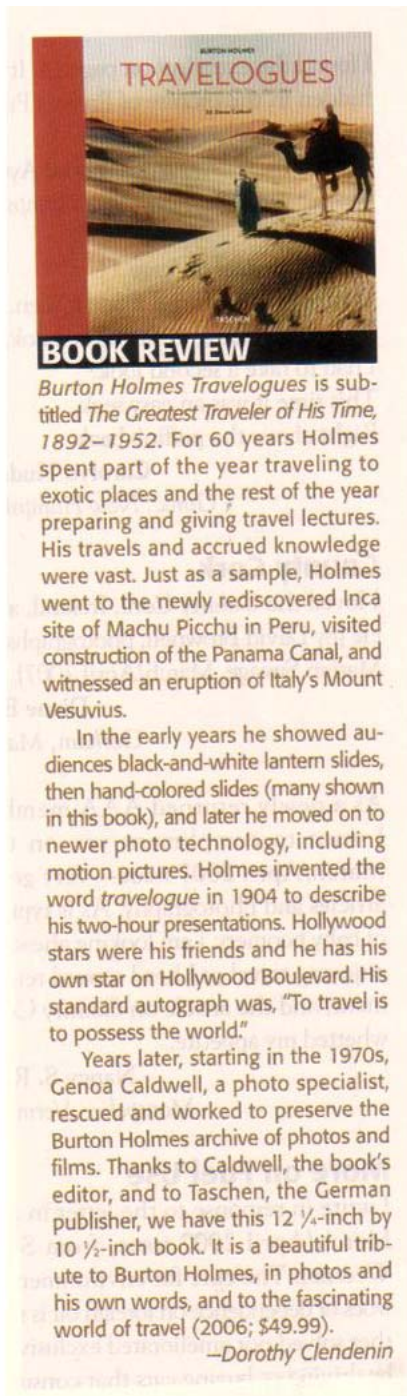 BURTON HOLMES
TRAVELOGUES
TASCHEN
BOOK REVIEW
Burton Holmes Travelogues is sub-
titled The Greatest Traveler of His Time,
1892–1952. For 60 years Holmes
spent part of the year traveling to
exotic places and the rest of the year
preparing and giving travel lectures.
His travels and accrued knowledge
were vast. Just as a sample, Holmes
went to the newly rediscovered Inca
site of Machu Picchu in Peru, visited
construction of the Panama Canal, and
witnessed an eruption of Italy's Mount
Vesuvius.
In the early years he showed au-
diences black-and-white lantern slides,
then hand-colored slides (many shown
in this book), and later he moved on to
newer photo technology, including
motion pictures. Holmes invented the
word travelogue in 1904 to describe
his two-hour presentations. Hollywood
stars were his friends and he has his
own star on Hollywood Boulevard. His
standard autograph was, "To travel is
to possess the world."
Years later, starting in the 1970s,
Genoa Caldwell, a photo specialist,
rescued and worked to preserve the
Burton Holmes archive of photos and
films. Thanks to Caldwell, the book's
editor, and to Taschen, the German
publisher, we have this 12 ¼-inch by
10 ½-inch book. It is a beautiful trib-
ute to Burton Holmes, in photos and
his own words, and to the fascinating
world of travel (2006; $49.99).
—Dorothy Clendenin